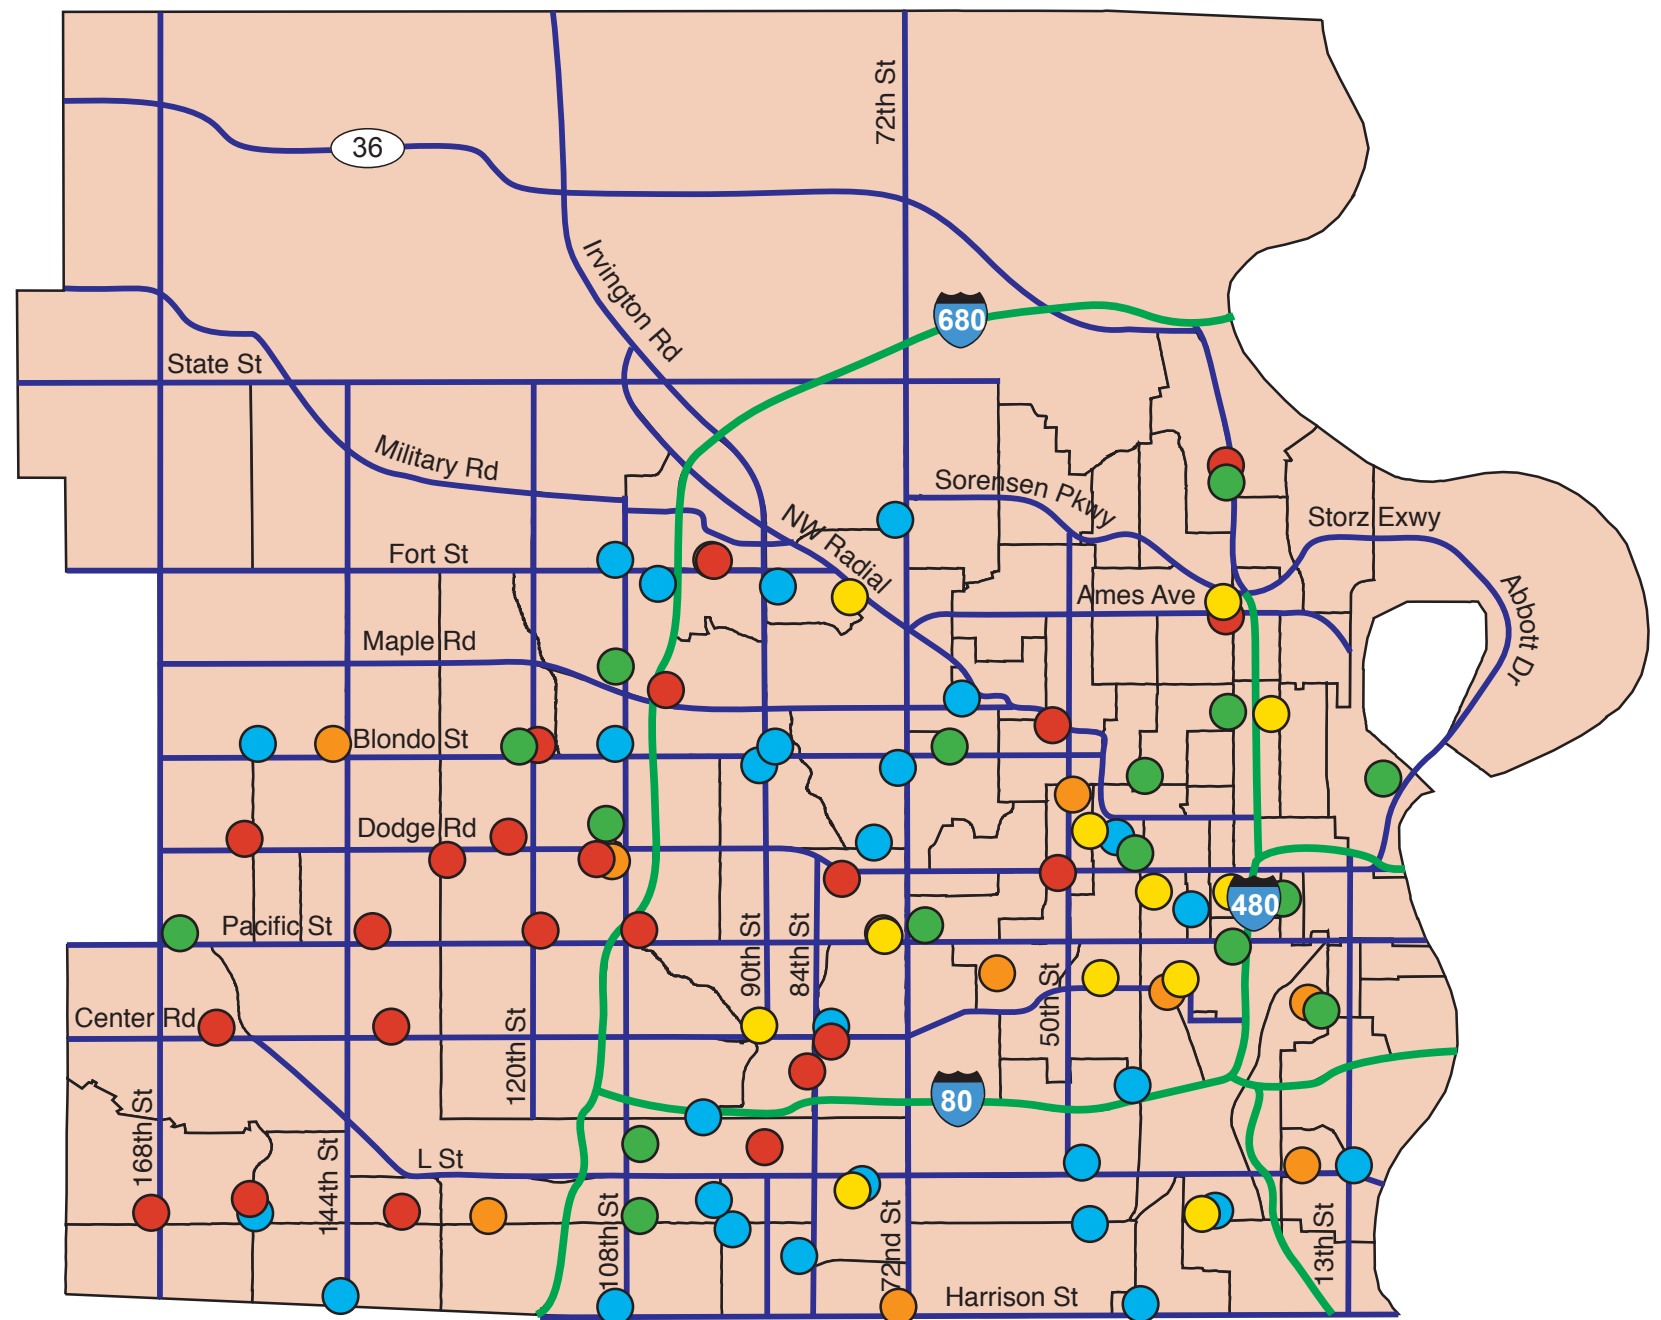 72th St
36
Irvington Rd
680
State St
Military Rd
Sorensen Pkwy
NW Radial
Storz Exwy
Fort St
Abbott Dr
Ames Ave
Maple Rd
Blondo St
Dodge Rd
480
Pacific St
90th St
84th St
50th St
Center Rd
120th St
80
168th St
144th St
L St
108th St
72nd St
13th St
Harrison St